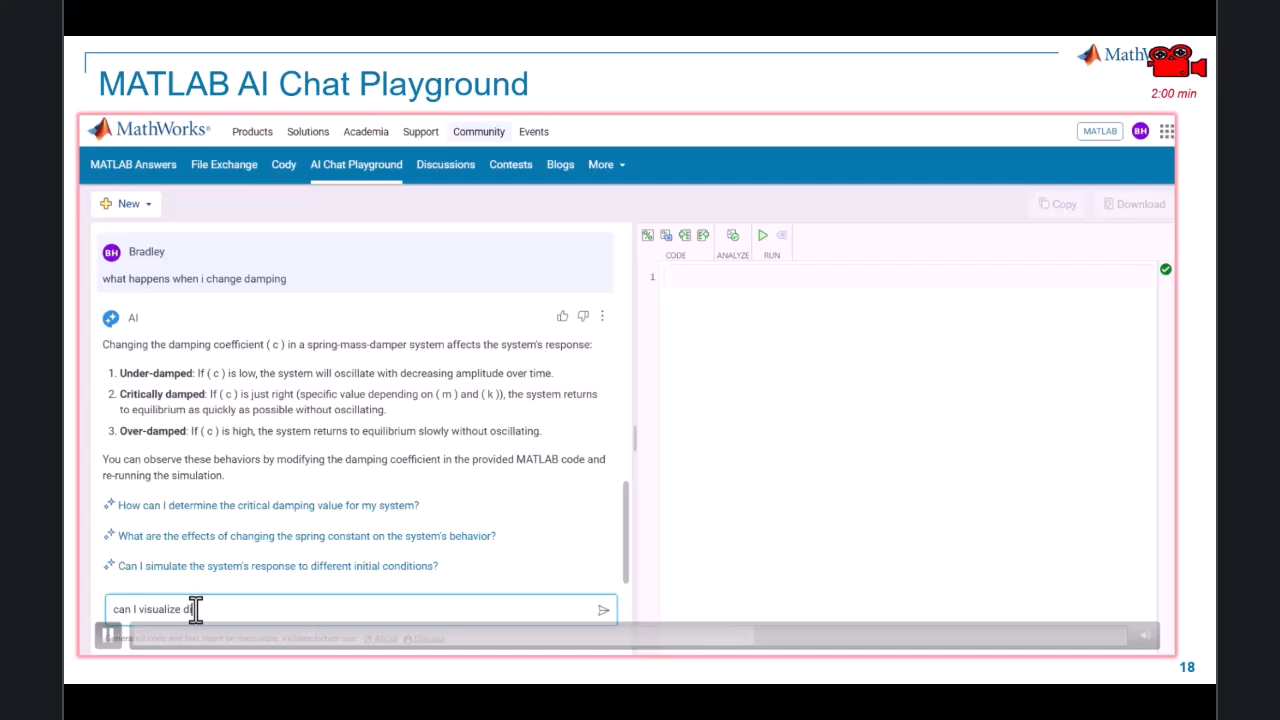 MATLAB AI Chat Playground
2:00 min
MathWorks®
Products Solutions Academia Support Community Events
MATLAB BH
MATLAB Answers File Exchange Cody AI Chat Playground Discussions Contests Blogs More
New
Copy Download
BH Bradley
what happens when i change damping
AI
Changing the damping coefficient ( c ) in a spring-mass-damper system affects the system's response:
1. Under-damped: If ( c ) is low, the system will oscillate with decreasing amplitude over time.
2. Critically damped: If ( c ) is just right (specific value depending on ( m ) and ( k )), the system returns
to equilibrium as quickly as possible without oscillating.
3. Over-damped: If ( c ) is high, the system returns to equilibrium slowly without oscillating.
You can observe these behaviors by modifying the damping coefficient in the provided MATLAB code and
re-running the simulation.
How can I determine the critical damping value for my system?
What are the effects of changing the spring constant on the system's behavior?
Can I simulate the system's response to different initial conditions?
can I visualize di
CODE ANALYZE RUN
1
18